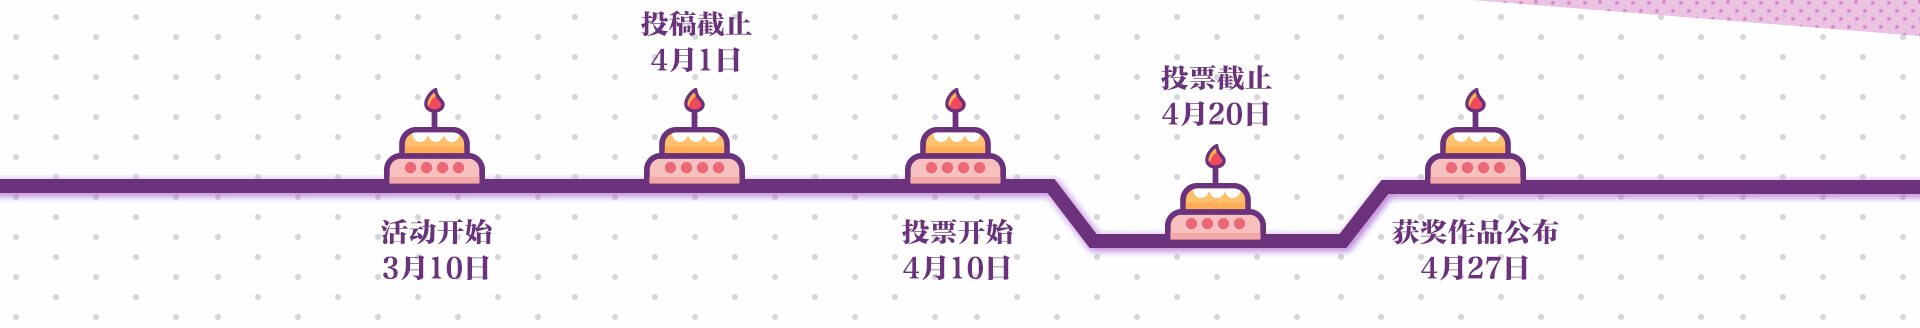 活动开始
3月10日
投稿截止
4月1日
投票开始
4月10日
投票截止
4月20日
获奖作品公布
4月27日